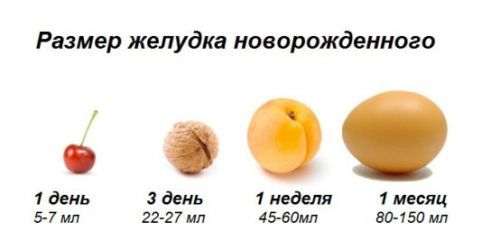 Размер желудка новорожденного
1 день 3 день 1 неделя 1 месяц
5-7 мл 22-27 мл 45-60мл 80-150 мл